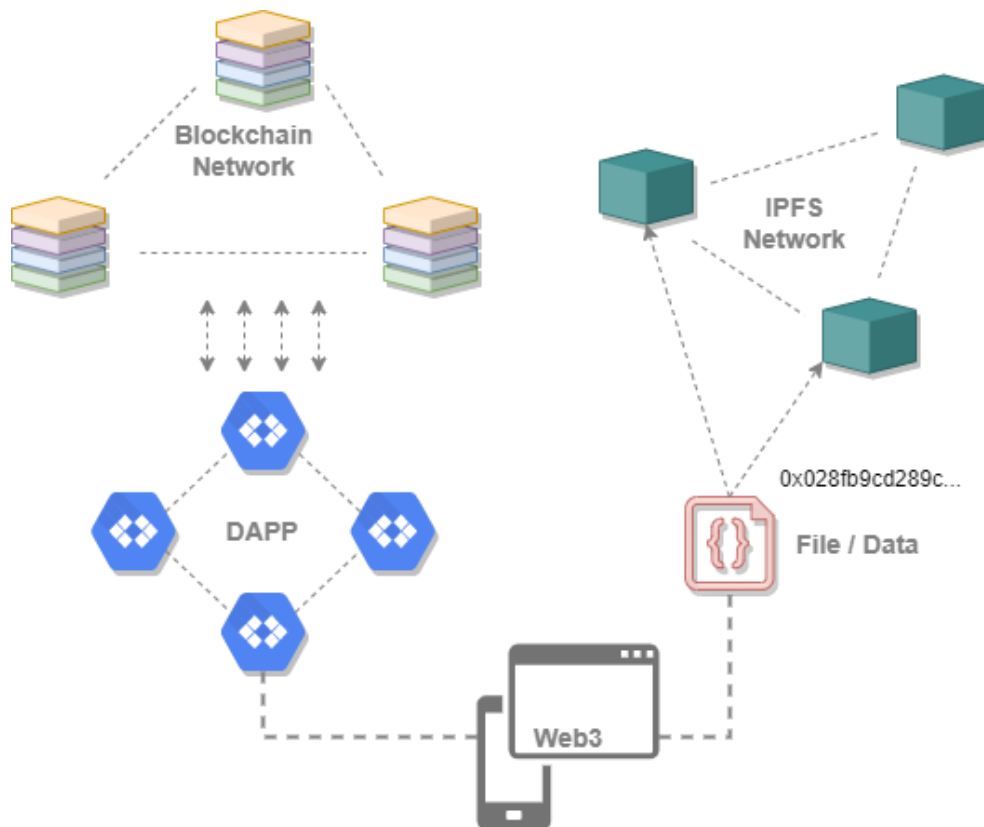 Blockchain
Network
IPFS
Network
DAPP
0x028fb9cd289c...
File / Data
Web3